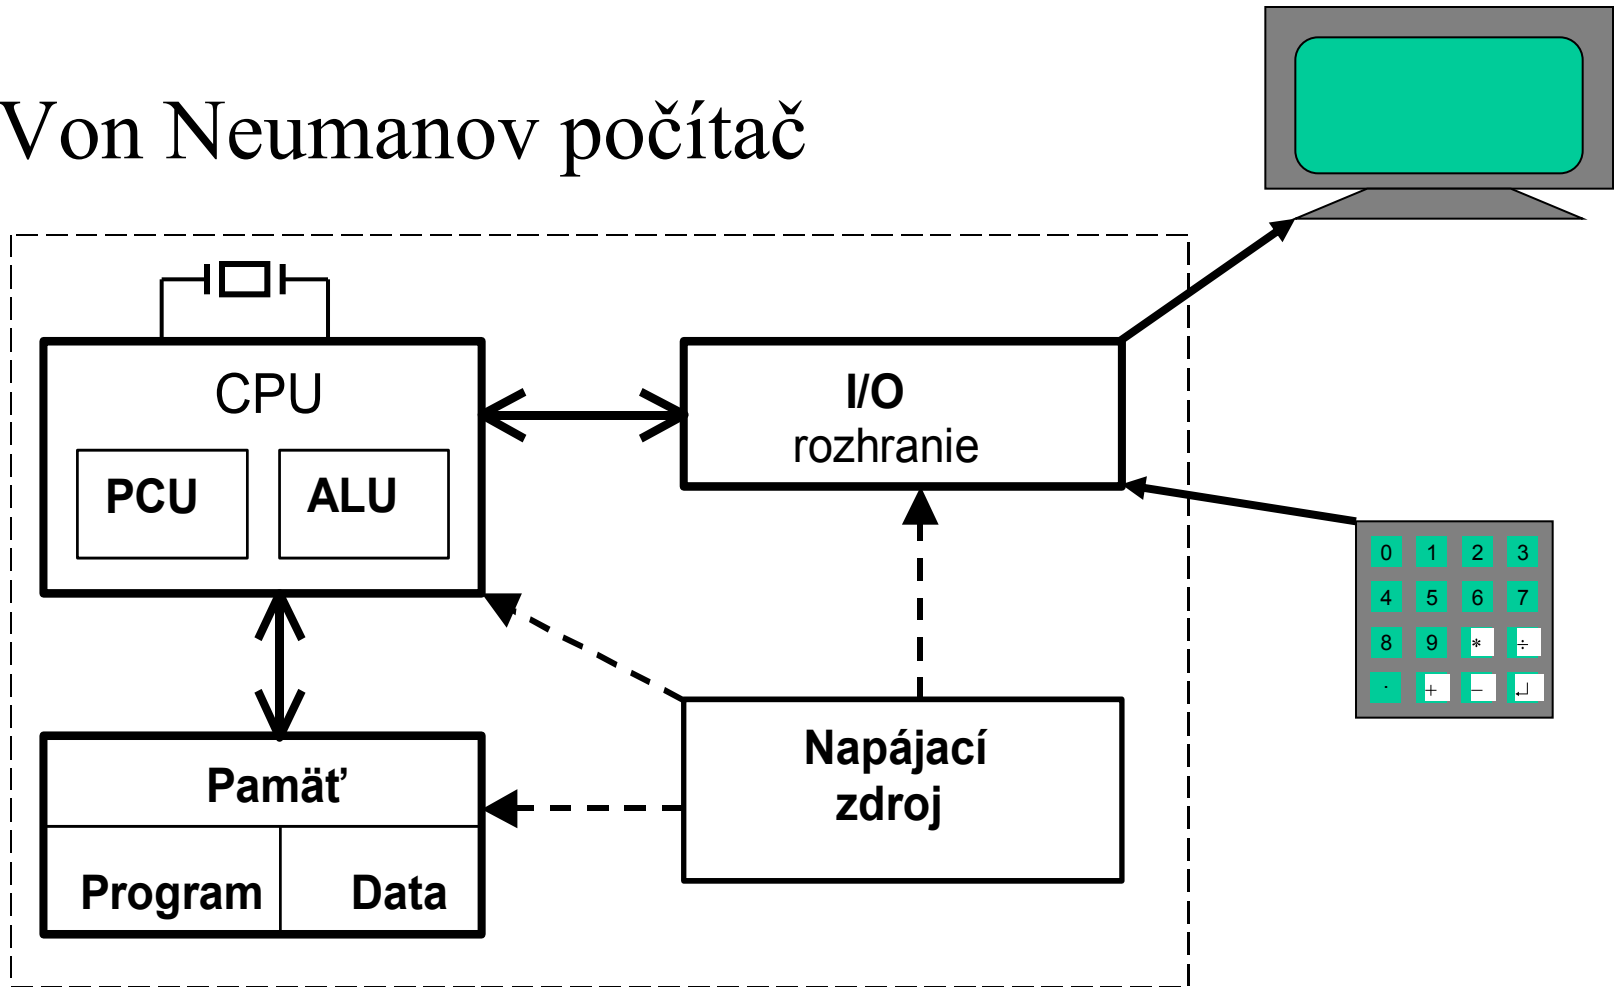 Von Neumanov počítač
CPU
PCU ALU
I/O
rozhranie
Pamäť
Program Data
Napájací
zdroj
0 1 2 3
4 5 6 7
8 9 * ÷
. + − ↵